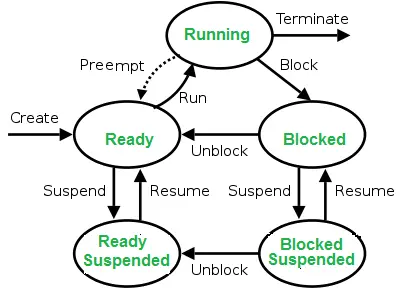 Terminate
Running
Preempt
Block
Run
Create
Ready
Blocked
Unblock
Suspend
Resume
Suspend
Resume
Ready
Suspended
Blocked
Suspended
Unblock